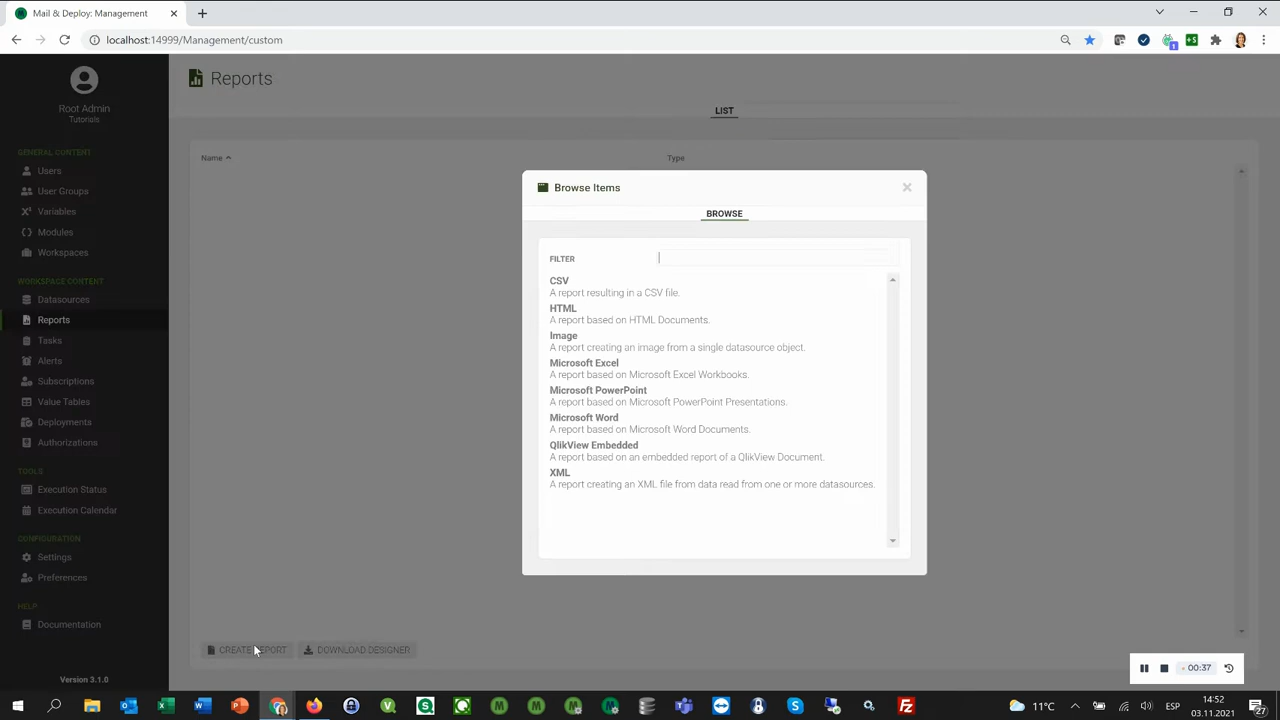 Mail & Deploy: Management
localhost:14999/Management/custom
Root Admin
Tutorials
GENERAL CONTENT
Users
User Groups
Variables
Modules
Workspaces
WORKSPACE CONTENT
Datasources
Reports
Tasks
Alerts
Subscriptions
Value Tables
Deployments
Authorizations
TOOLS
Execution Status
Execution Calendar
CONFIGURATION
Settings
Preferences
HELP
Documentation
Version 3.1.0
Reports
LIST
Name
Type
Browse Items
BROWSE
FILTER
CSV
A report resulting in a CSV file.
HTML
A report based on HTML Documents.
Image
A report creating an image from a single datasource object.
Microsoft Excel
A report based on Microsoft Excel Workbooks.
Microsoft PowerPoint
A report based on Microsoft PowerPoint Presentations.
Microsoft Word
A report based on Microsoft Word Documents.
QlikView Embedded
A report based on an embedded report of a QlikView Document.
XML
A report creating an XML file from data read from one or more datasources.
CREATE REPORT
DOWNLOAD DESIGNER
00:37
11°C
ESP
14:52
03.11.2021